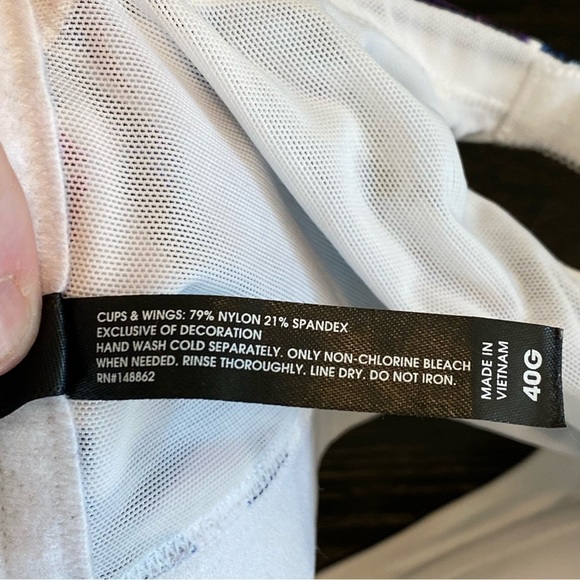 CUPS & WINGS: 79% NYLON 21% SPANDEX
EXCLUSIVE OF DECORATION
HAND WASH COLD SEPARATELY. ONLY NON-CHLORINE BLEACH
WHEN NEEDED. RINSE THOROUGHLY. LINE DRY. DO NOT IRON.
RN#148862
MADE IN
VIETNAM
40G